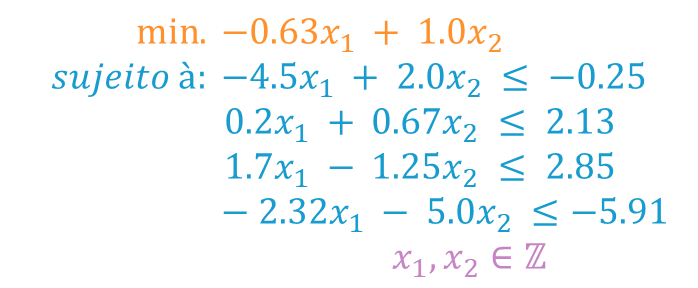 min. −0.63x₁ + 1.0x₂
sujeito à: −4.5x₁ + 2.0x₂ ≤ −0.25
0.2x₁ + 0.67x₂ ≤ 2.13
1.7x₁ − 1.25x₂ ≤ 2.85
− 2.32x₁ − 5.0x₂ ≤ −5.91
x₁, x₂ ∈ ℤ